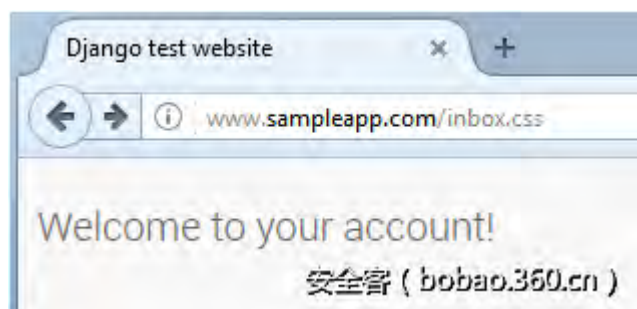 Django test website
www.sampleapp.com/inbox.css
Welcome to your account!
安全客 ( bobao.360.cn )